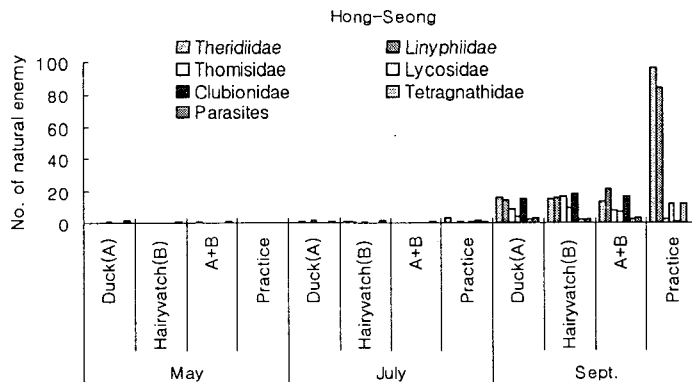 Hong-Seong
Theridiidae
Linyphiidae
Thomisidae
Lycosidae
Clubionidae
Tetragnathidae
Parasites
No. of natural enemy
100
80
60
40
20
0
Duck(A)
Hairyvatch(B)
A+B
Practice
Duck(A)
Hairyvatch(B)
A+B
Practice
Duck(A)
Hairyvatch(B)
A+B
Practice
May
July
Sept.